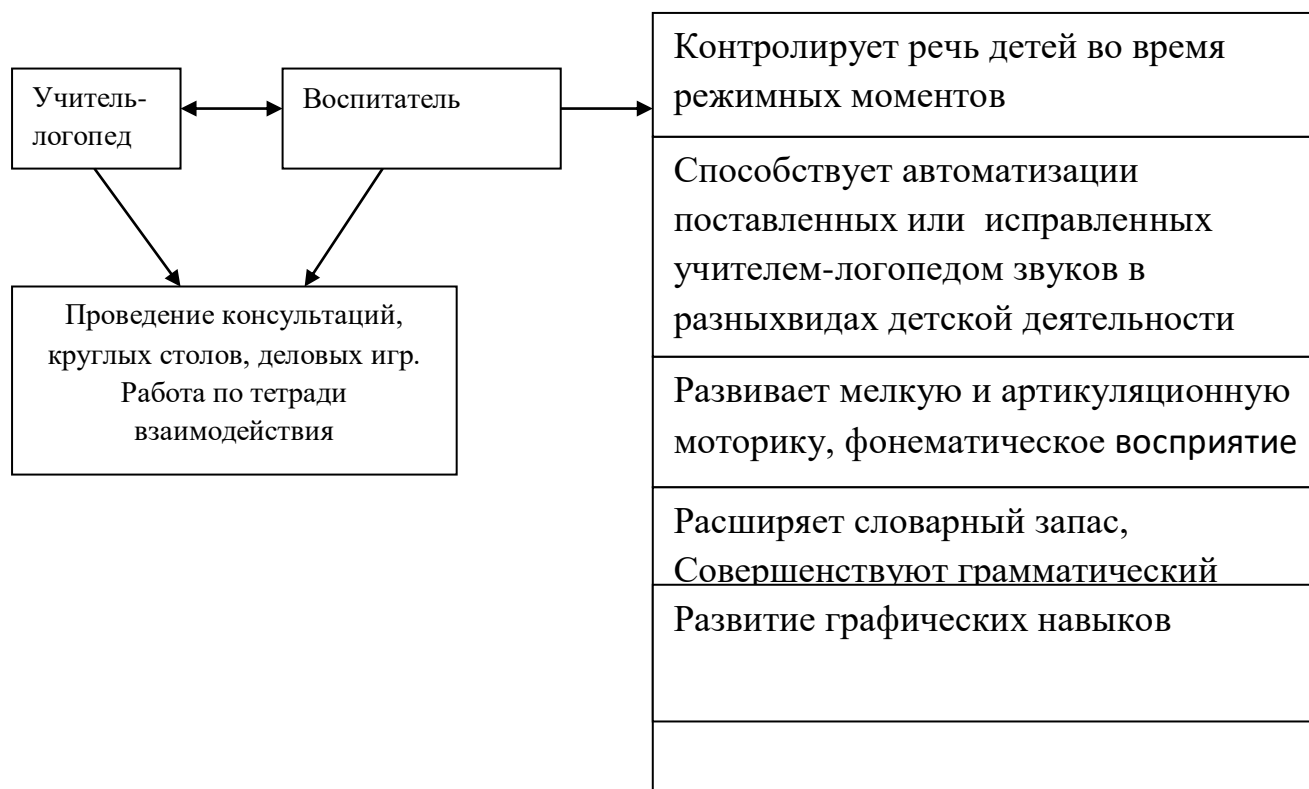 Учитель-
логопед
Воспитатель
Проведение консультаций,
круглых столов, деловых игр.
Работа по тетради
взаимодействия
Контролирует речь детей во время
режимных моментов
Способствует автоматизации
поставленных или исправленных
учителем-логопедом звуков в
разныхвидах детской деятельности
Развивает мелкую и артикуляционную
моторику, фонематическое восприятие
Расширяет словарный запас,
Совершенствуют грамматический
Развитие графических навыков